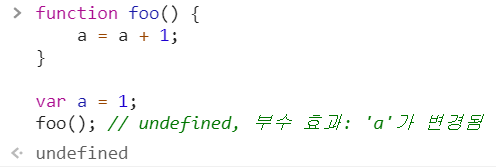 function foo() {
    a = a + 1;
}

var a = 1;
foo(); // undefined, 부수 효과: 'a'가 변경됨
undefined